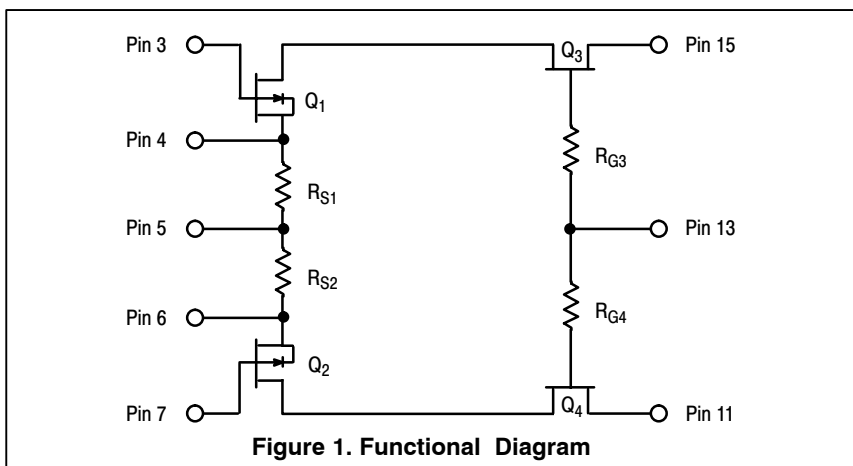 Pin 3
Q3
Pin 15
Q1
Pin 4
RG3
RS1
Pin 5
Pin 13
RS2
RG4
Pin 6
Q2
Pin 7
Q4
Pin 11
Figure 1. Functional Diagram